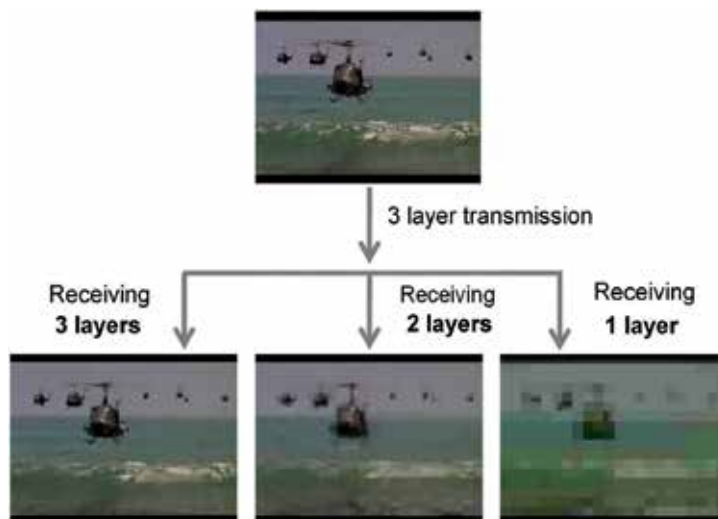 3 layer transmission
Receiving
3 layers
Receiving
2 layers
Receiving
1 layer